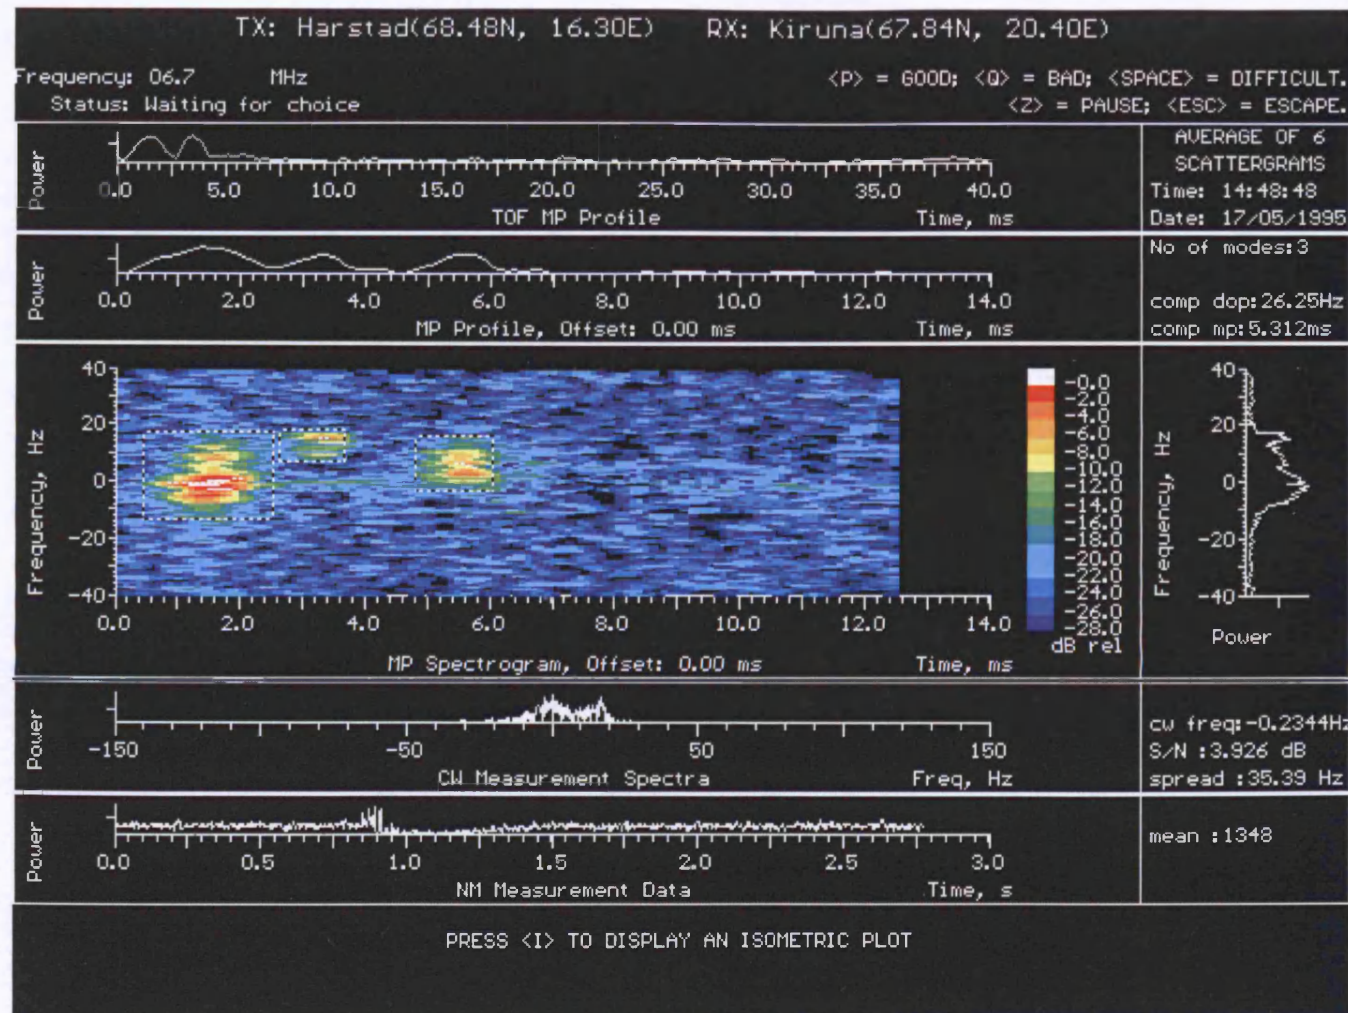 TX: Harstad(68.48N, 16.30E) RX: Kiruna(67.84N, 20.40E)
Frequency: 06.7 MHz
<P> = GOOD; <Q> = BAD; <SPACE> = DIFFICULT.
Status: Waiting for choice
<Z> = PAUSE; <ESC> = ESCAPE.
Power
0.0 5.0 10.0 15.0 20.0 25.0 30.0 35.0 40.0
TOF MP Profile Time, ms
AVERAGE OF 6
SCATTERGRAMS
Time: 14:48:48
Date: 17/05/1995
Power
0.0 2.0 4.0 6.0 8.0 10.0 12.0 14.0
MP Profile, Offset: 0.00 ms Time, ms
No of modes:3
comp dop:26.25Hz
comp mp:5.312ms
Frequency, Hz
40
20
0
-20
-40
0.0 2.0 4.0 6.0 8.0 10.0 12.0 14.0
MP Spectrogram, Offset: 0.00 ms Time, ms
-0.0
-2.0
-4.0
-6.0
-8.0
-10.0
-12.0
-14.0
-16.0
-18.0
-20.0
-22.0
-24.0
-26.0
-28.0
dB rel
Frequency, Hz
40
20
0
-20
-40
Power
Power
-150 -50 50 150
CW Measurement Spectra Freq, Hz
cw freq:-0.2344Hz
S/N :3.926 dB
spread :35.39 Hz
Power
0.0 0.5 1.0 1.5 2.0 2.5 3.0
NM Measurement Data Time, s
mean :1348
PRESS <I> TO DISPLAY AN ISOMETRIC PLOT